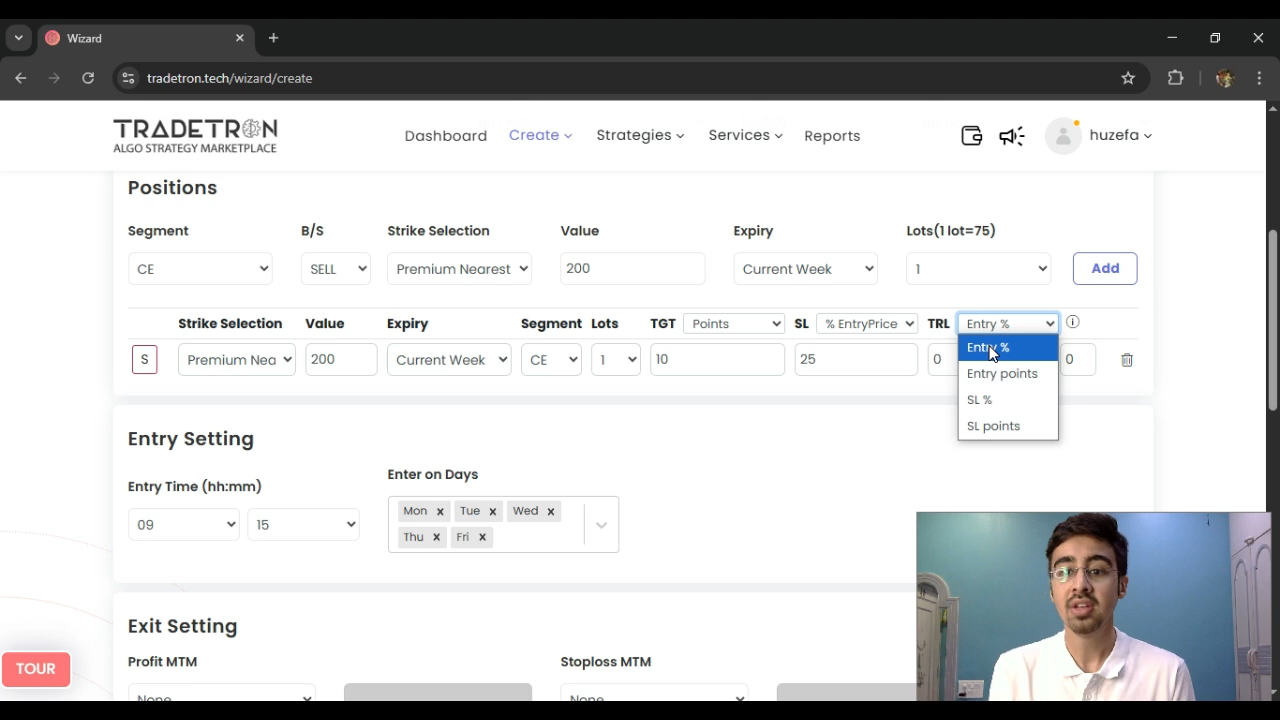 Wizard
tradetron.tech/wizard/create
TRADETRON
ALGO STRATEGY MARKETPLACE
Dashboard Create Strategies Services Reports huzefa
Positions
Segment B/S Strike Selection Value Expiry Lots(1 lot=75)
CE SELL Premium Nearest 200 Current Week 1 Add
Strike Selection Value Expiry Segment Lots TGT Points SL % EntryPrice TRL Entry %
S Premium Near 200 Current Week CE 1 10 25 0 0
Entry %
Entry points
SL %
SL points
Entry Setting
Entry Time (hh:mm) Enter on Days
09 15 Mon Tue Wed
Thu Fri
Exit Setting
Profit MTM Stoploss MTM
None None
TOUR